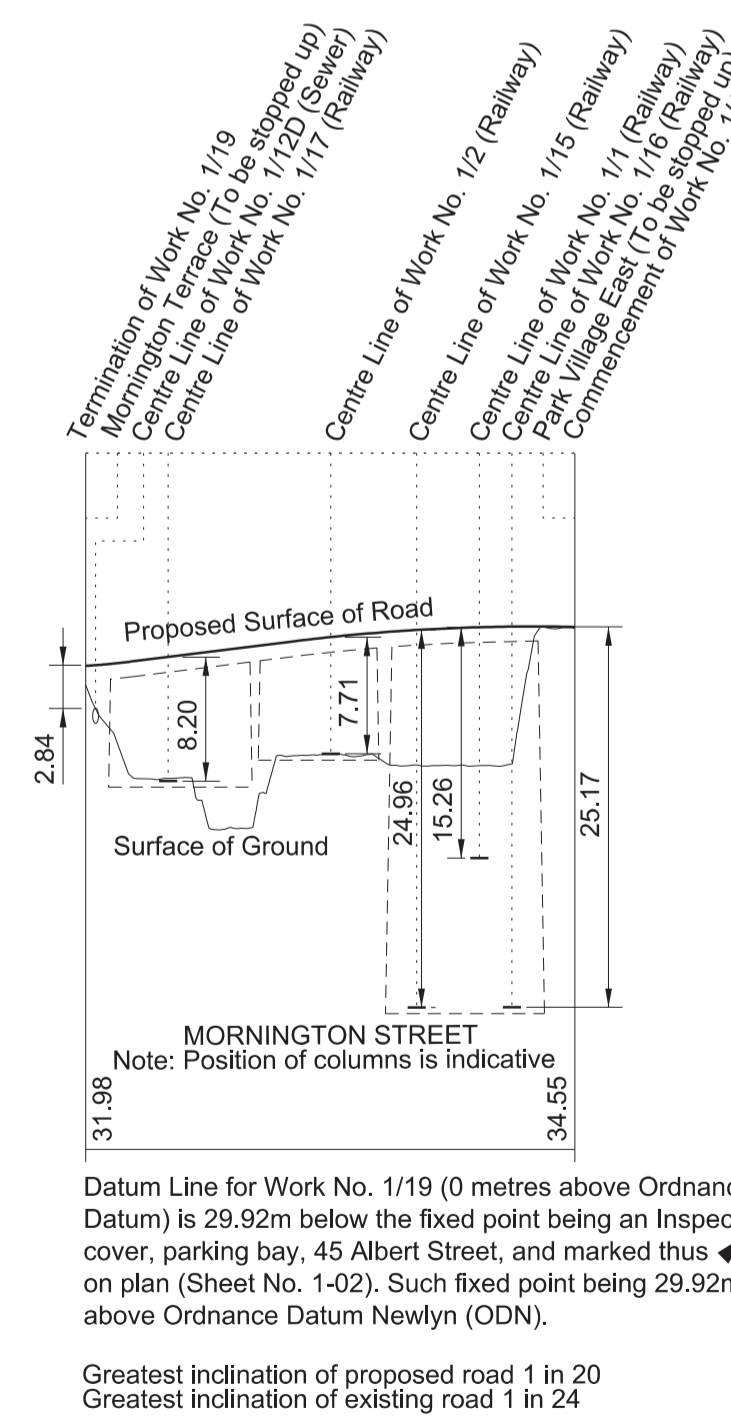 Termination of Work No. 1/19
Mornington Terrace (To be stopped up)
Centre Line of Work No. 1/12D (Sewer)
Centre Line of Work No. 1/17 (Railway)
Centre Line of Work No. 1/2 (Railway)
Centre Line of Work No. 1/15 (Railway)
Centre Line of Work No. 1/1 (Railway)
Centre Line of Work No. 1/16 (Railway)
Park Village East (To be stopped up)
Commencement of Work No.
Proposed Surface of Road
2.84
8.20
7.71
24.96
15.26
25.17
Surface of Ground
MORNINGTON STREET
Note: Position of columns is indicative
31.98
34.55
Datum Line for Work No. 1/19 (0 metres above Ordnanc
Datum) is 29.92m below the fixed point being an Inspec
cover, parking bay, 45 Albert Street, and marked thus
on plan (Sheet No. 1-02). Such fixed point being 29.92m
above Ordnance Datum Newlyn (ODN).
Greatest inclination of proposed road 1 in 20
Greatest inclination of existing road 1 in 24